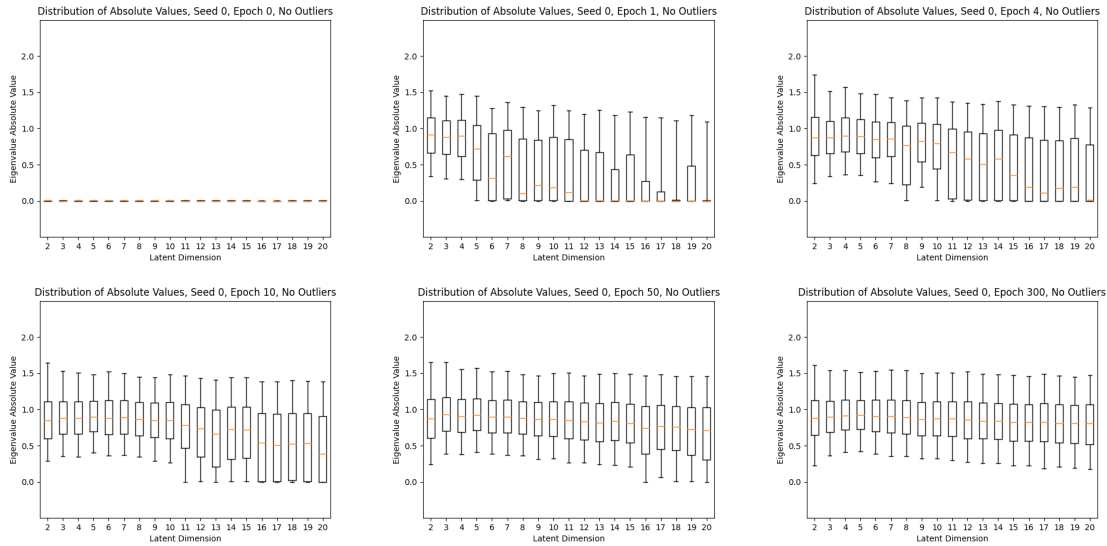 Distribution of Absolute Values, Seed 0, Epoch 0, No Outliers
Eigenvalue Absolute Value
2.0
1.5
1.0
0.5
0.0
2 3 4 5 6 7 8 9 10 11 12 13 14 15 16 17 18 19 20
Latent Dimension
Distribution of Absolute Values, Seed 0, Epoch 1, No Outliers
Eigenvalue Absolute Value
2.0
1.5
1.0
0.5
0.0
2 3 4 5 6 7 8 9 10 11 12 13 14 15 16 17 18 19 20
Latent Dimension
Distribution of Absolute Values, Seed 0, Epoch 4, No Outliers
Eigenvalue Absolute Value
2.0
1.5
1.0
0.5
0.0
2 3 4 5 6 7 8 9 10 11 12 13 14 15 16 17 18 19 20
Latent Dimension
Distribution of Absolute Values, Seed 0, Epoch 10, No Outliers
Eigenvalue Absolute Value
2.0
1.5
1.0
0.5
0.0
2 3 4 5 6 7 8 9 10 11 12 13 14 15 16 17 18 19 20
Latent Dimension
Distribution of Absolute Values, Seed 0, Epoch 50, No Outliers
Eigenvalue Absolute Value
2.0
1.5
1.0
0.5
0.0
2 3 4 5 6 7 8 9 10 11 12 13 14 15 16 17 18 19 20
Latent Dimension
Distribution of Absolute Values, Seed 0, Epoch 300, No Outliers
Eigenvalue Absolute Value
2.0
1.5
1.0
0.5
0.0
2 3 4 5 6 7 8 9 10 11 12 13 14 15 16 17 18 19 20
Latent Dimension